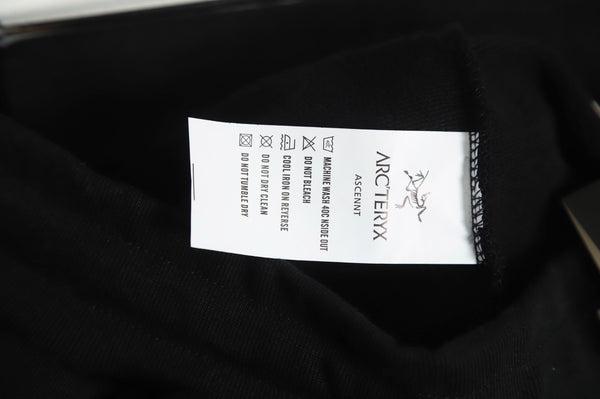 ARC'TERYX
ASCENNT
MACHINE WASH 40C NSIDE OUT
DO NOT BLEACH
COOL IRON ON REVERSE
DO NOT DRY CLEAN
DO NOT TUMBLE DRY